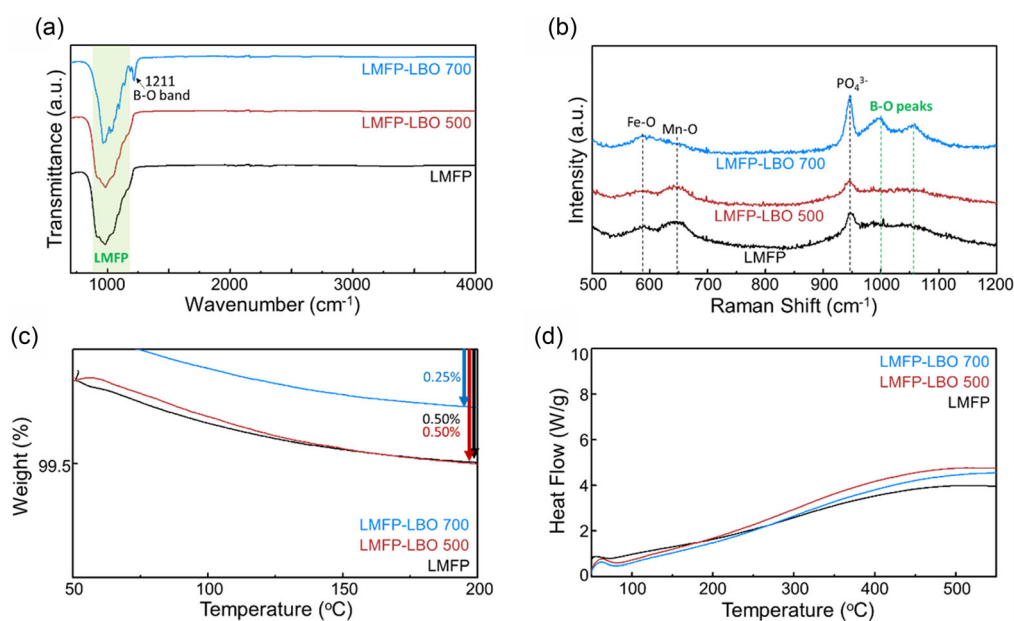 (a)
Transmittance (a.u.)
1211
B-O band
LMFP-LBO 700
LMFP-LBO 500
LMFP
LMFP
1000 2000 3000 4000
Wavenumber (cm-1)
(b)
Intensity (a.u.)
PO₄³⁻
B-O peaks
Fe-O
Mn-O
LMFP-LBO 700
LMFP-LBO 500
LMFP
500 600 700 800 900 1000 1100 1200
Raman Shift (cm-1)
(c)
Weight (%)
99.5
0.25%
0.50%
0.50%
LMFP-LBO 700
LMFP-LBO 500
LMFP
50 100 150 200
Temperature (oC)
(d)
Heat Flow (W/g)
10
8
6
4
2
0
LMFP-LBO 700
LMFP-LBO 500
LMFP
100 200 300 400 500
Temperature (oC)